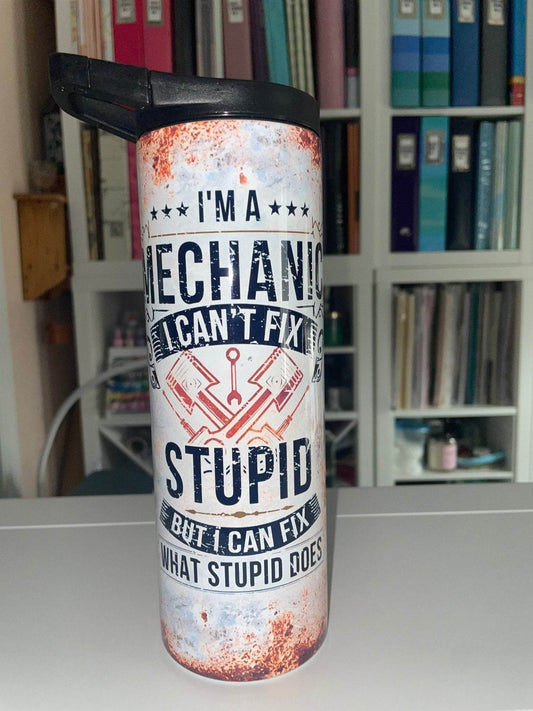 I'M A
MECHANIC
I CAN'T FIX
STUPID
BUT I CAN FIX
WHAT STUPID DOES